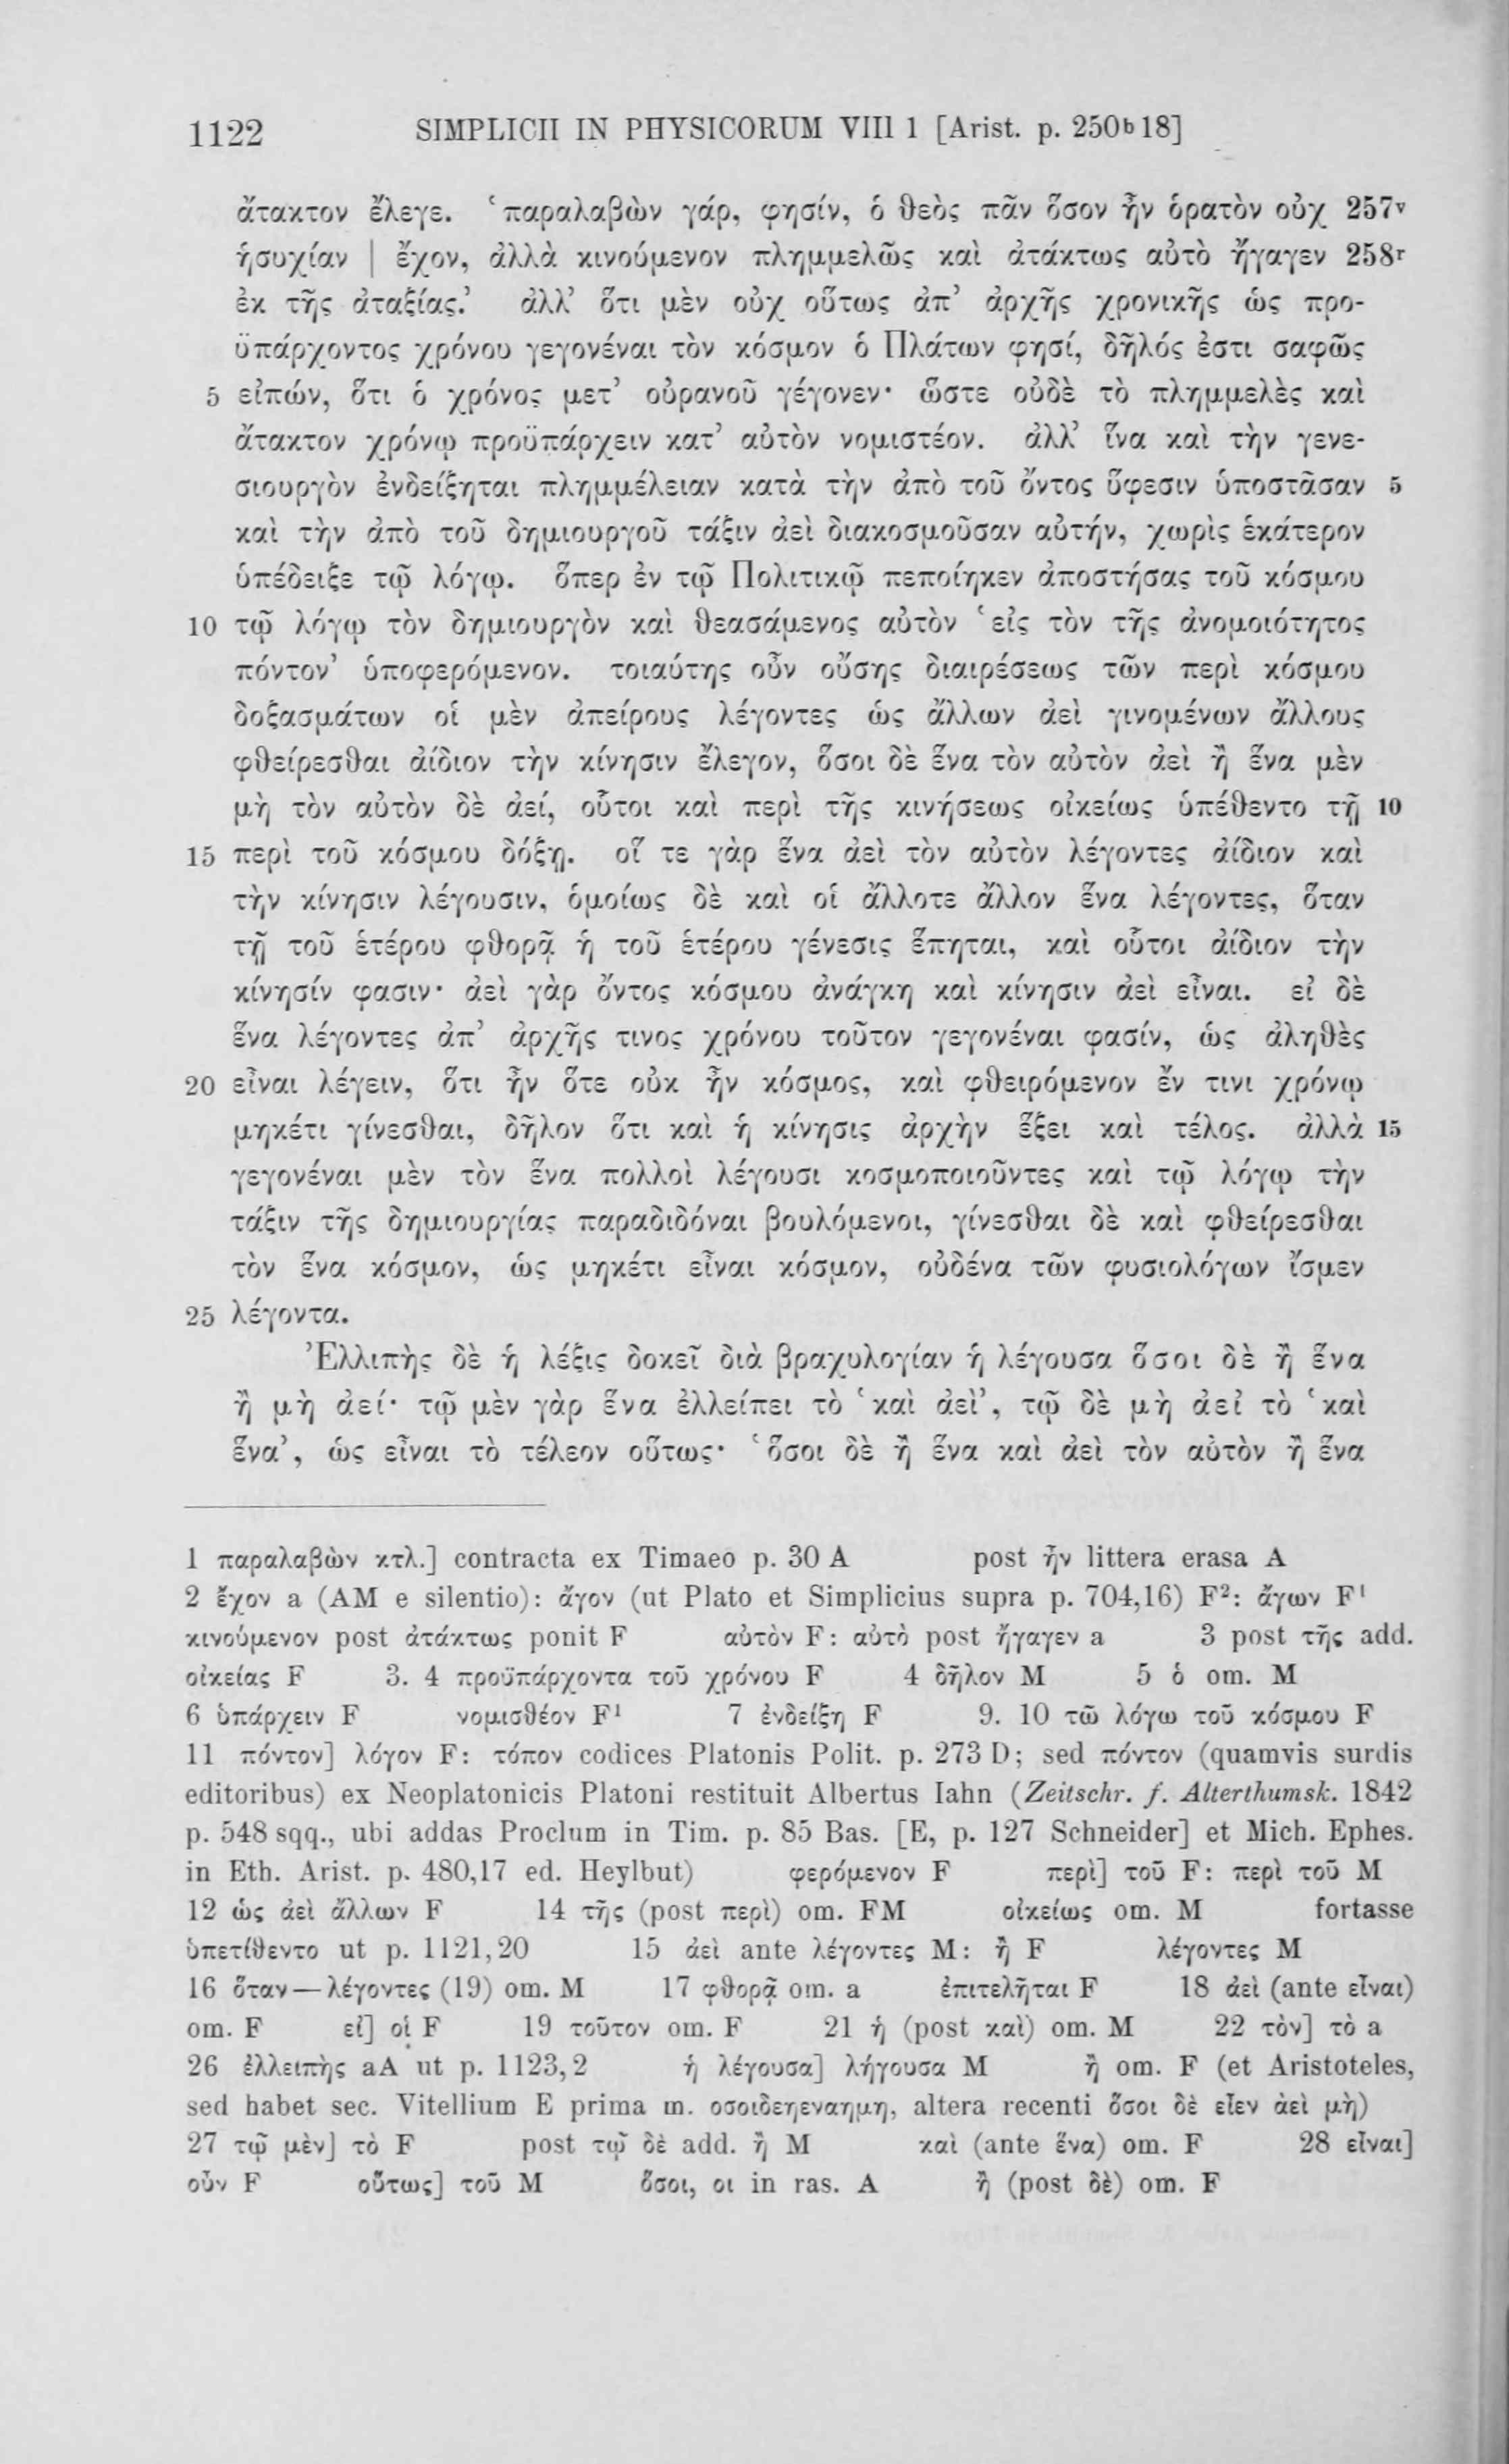 1122 SIMPLICII IN PHYSICORUM VIII 1 [Arist. p. 250b18]
ἄτακτον ἔλεγε. ‘παραλαβὼν γάρ, φησίν, ὁ θεὸς πᾶν ὅσον ἦν ὁρατὸν οὐχ 257v
ἡσυχίαν | ἔχον, ἀλλὰ κινούμενον πλημμελῶς καὶ ἀτάκτως αὐτὸ ἤγαγεν 258r
ἐκ τῆς ἀταξίας.’ ἀλλ’ ὅτι μὲν οὐχ οὕτως ἀπ’ ἀρχῆς χρονικῆς ὡς προ-
ϋπάρχοντος χρόνου γεγονέναι τὸν κόσμον ὁ Πλάτων φησί, δῆλός ἐστι σαφῶς
5 εἰπών, ὅτι ὁ χρόνος μετ’ οὐρανοῦ γέγονεν· ὥστε οὐδὲ τὸ πλημμελὲς καὶ
ἄτακτον χρόνῳ προϋπάρχειν κατ’ αὐτὸν νομιστέον. ἀλλ’ ἵνα καὶ τὴν γενε-
σιουργὸν ἐνδείξηται πλημμέλειαν κατὰ τὴν ἀπὸ τοῦ ὄντος ὕφεσιν ὑποστᾶσαν 5
καὶ τὴν ἀπὸ τοῦ δημιουργοῦ τάξιν ἀεὶ διακοσμοῦσαν αὐτήν, χωρὶς ἑκάτερον
ὑπέδειξε τῷ λόγῳ. ὅπερ ἐν τῷ Πολιτικῷ πεποίηκεν ἀποστήσας τοῦ κόσμου
10 τῷ λόγῳ τὸν δημιουργὸν καὶ θεασάμενος αὐτὸν ‘εἰς τὸν τῆς ἀνομοιότητος
πόντον’ ὑποφερόμενον. τοιαύτης οὖν οὔσης διαιρέσεως τῶν περὶ κόσμου
δοξασμάτων οἱ μὲν ἀπείρους λέγοντες ὡς ἄλλων ἀεὶ γινομένων ἄλλους
φθείρεσθαι ἀίδιον τὴν κίνησιν ἔλεγον, ὅσοι δὲ ἕνα τὸν αὐτὸν ἀεὶ ἢ ἕνα μὲν
μὴ τὸν αὐτὸν δὲ ἀεί, οὗτοι καὶ περὶ τῆς κινήσεως οἰκείως ὑπέθεντο τῇ 10
15 περὶ τοῦ κόσμου δόξῃ. οἵ τε γὰρ ἕνα ἀεὶ τὸν αὐτὸν λέγοντες ἀίδιον καὶ
τὴν κίνησιν λέγουσιν, ὁμοίως δὲ καὶ οἱ ἄλλοτε ἄλλον ἕνα λέγοντες, ὅταν
τῇ τοῦ ἑτέρου φθορᾷ ἡ τοῦ ἑτέρου γένεσις ἕπηται, καὶ οὗτοι ἀίδιον τὴν
κίνησίν φασιν· ἀεὶ γὰρ ὄντος κόσμου ἀνάγκη καὶ κίνησιν ἀεὶ εἶναι. εἰ δὲ
ἕνα λέγοντες ἀπ’ ἀρχῆς τινος χρόνου τοῦτον γεγονέναι φασίν, ὡς ἀληθὲς
20 εἶναι λέγειν, ὅτι ἦν ὅτε οὐκ ἦν κόσμος, καὶ φθειρόμενον ἔν τινι χρόνῳ
μηκέτι γίνεσθαι, δῆλον ὅτι καὶ ἡ κίνησις ἀρχὴν ἕξει καὶ τέλος. ἀλλὰ 15
γεγονέναι μὲν τὸν ἕνα πολλοὶ λέγουσι κοσμοποιοῦντες καὶ τῷ λόγῳ τὴν
τάξιν τῆς δημιουργίας παραδιδόναι βουλόμενοι, γίνεσθαι δὲ καὶ φθείρεσθαι
τὸν ἕνα κόσμον, ὡς μηκέτι εἶναι κόσμον, οὐδένα τῶν φυσιολόγων ἴσμεν
25 λέγοντα.
Ἐλλιπὴς δὲ ἡ λέξις δοκεῖ διὰ βραχυλογίαν ἡ λέγουσα ὅσοι δὲ ἢ ἕνα
ἢ μὴ ἀεί· τῷ μὲν γὰρ ἕνα ἐλλείπει τὸ ‘καὶ ἀεὶ’, τῷ δὲ μὴ ἀεὶ τὸ ‘καὶ
ἕνα’, ὡς εἶναι τὸ τέλεον οὕτως· ‘ὅσοι δὲ ἢ ἕνα καὶ ἀεὶ τὸν αὐτὸν ἢ ἕνα
1 παραλαβὼν κτλ.] contracta ex Timaeo p. 30 A post ἦν littera erasa A
2 ἔχον a (AM e silentio): ἄγον (ut Plato et Simplicius supra p. 704,16) F²: ἄγων F¹
κινούμενον post ἀτάκτως ponit F αὐτὸν F: αὐτὸ post ἤγαγεν a 3 post τῆς add.
οἰκείας F 3. 4 προϋπάρχοντα τοῦ χρόνου F 4 δῆλον M 5 ὁ om. M
6 ὑπάρχειν F νομισθέον F¹ 7 ἐνδείξη F 9. 10 τῶ λόγω τοῦ κόσμου F
11 πόντον] λόγον F: τόπον codices Platonis Polit. p. 273 D; sed πόντον (quamvis surdis
editoribus) ex Neoplatonicis Platoni restituit Albertus Iahn (Zeitschr. f. Alterthumsk. 1842
p. 548 sqq., ubi addas Proclum in Tim. p. 85 Bas. [E, p. 127 Schneider] et Mich. Ephes.
in Eth. Arist. p. 480,17 ed. Heylbut) φερόμενον F περὶ] τοῦ F: περὶ τοῦ M
12 ὡς ἀεὶ ἄλλων F 14 τῆς (post περὶ) om. FM οἰκείως om. M fortasse
ὑπετίθεντο ut p. 1121,20 15 ἀεὶ ante λέγοντες M: ἢ F λέγοντες M
16 ὅταν—λέγοντες (19) om. M 17 φθορᾷ om. a ἐπιτελῆται F 18 ἀεὶ (ante εἶναι)
om. F εἰ] οἱ F 19 τοῦτον om. F 21 ἡ (post καὶ) om. M 22 τὸν] τὸ a
26 ἐλλειπὴς aA ut p. 1123,2 ἡ λέγουσα] λήγουσα M ἢ om. F (et Aristoteles,
sed habet sec. Vitellium E prima m. οσοιδεηεναημη, altera recenti ὅσοι δὲ εἶεν ἀεὶ μὴ)
27 τῷ μὲν] τὸ F post τῷ δὲ add. ἢ M καὶ (ante ἕνα) om. F 28 εἶναι]
οὖν F οὕτως] τοῦ M ὅσοι, οι in ras. A ἢ (post δὲ) om. F